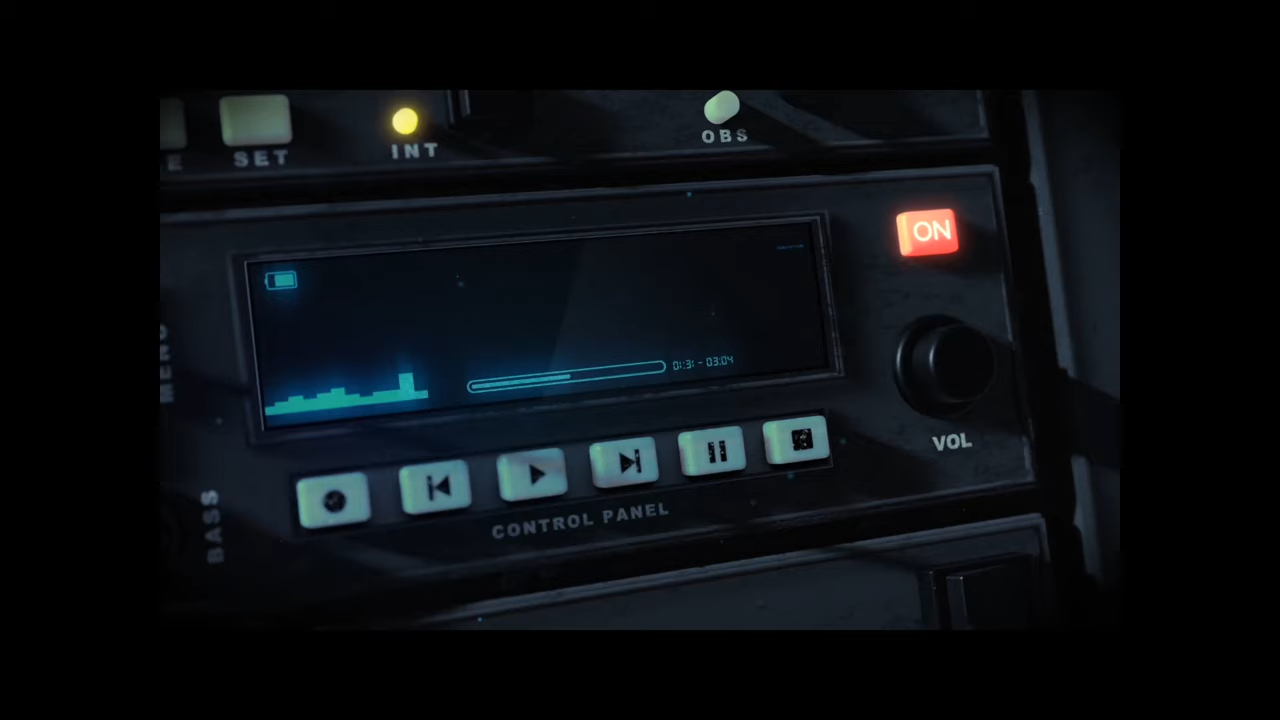 SET
INT
OBS
ON
01:31 - 03:04
MENU
VOL
CONTROL PANEL
BASS